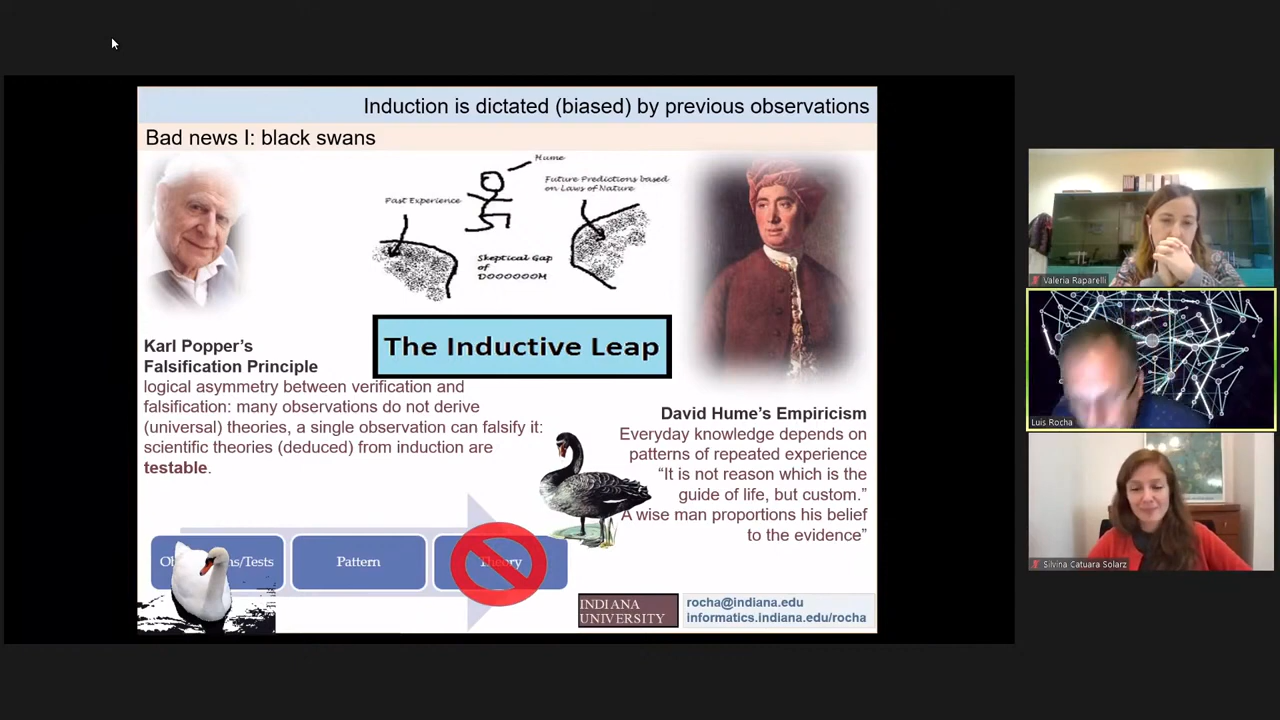 Induction is dictated (biased) by previous observations
Bad news I: black swans
Hume
Past Experience
Future Predictions based
on Laws of Nature
Skeptical Gap
of
DOOOOOOM
The Inductive Leap
Karl Popper's
Falsification Principle
logical asymmetry between verification and
falsification: many observations do not derive
(universal) theories, a single observation can falsify it:
scientific theories (deduced) from induction are
testable.
David Hume's Empiricism
Everyday knowledge depends on
patterns of repeated experience
“It is not reason which is the
guide of life, but custom.”
A wise man proportions his belief
to the evidence”
Pattern
Theory
INDIANA
UNIVERSITY
rocha@indiana.edu
informatics.indiana.edu/rocha
Valeria Raparelli
Luis Rocha
Silvina Catuara Solarz